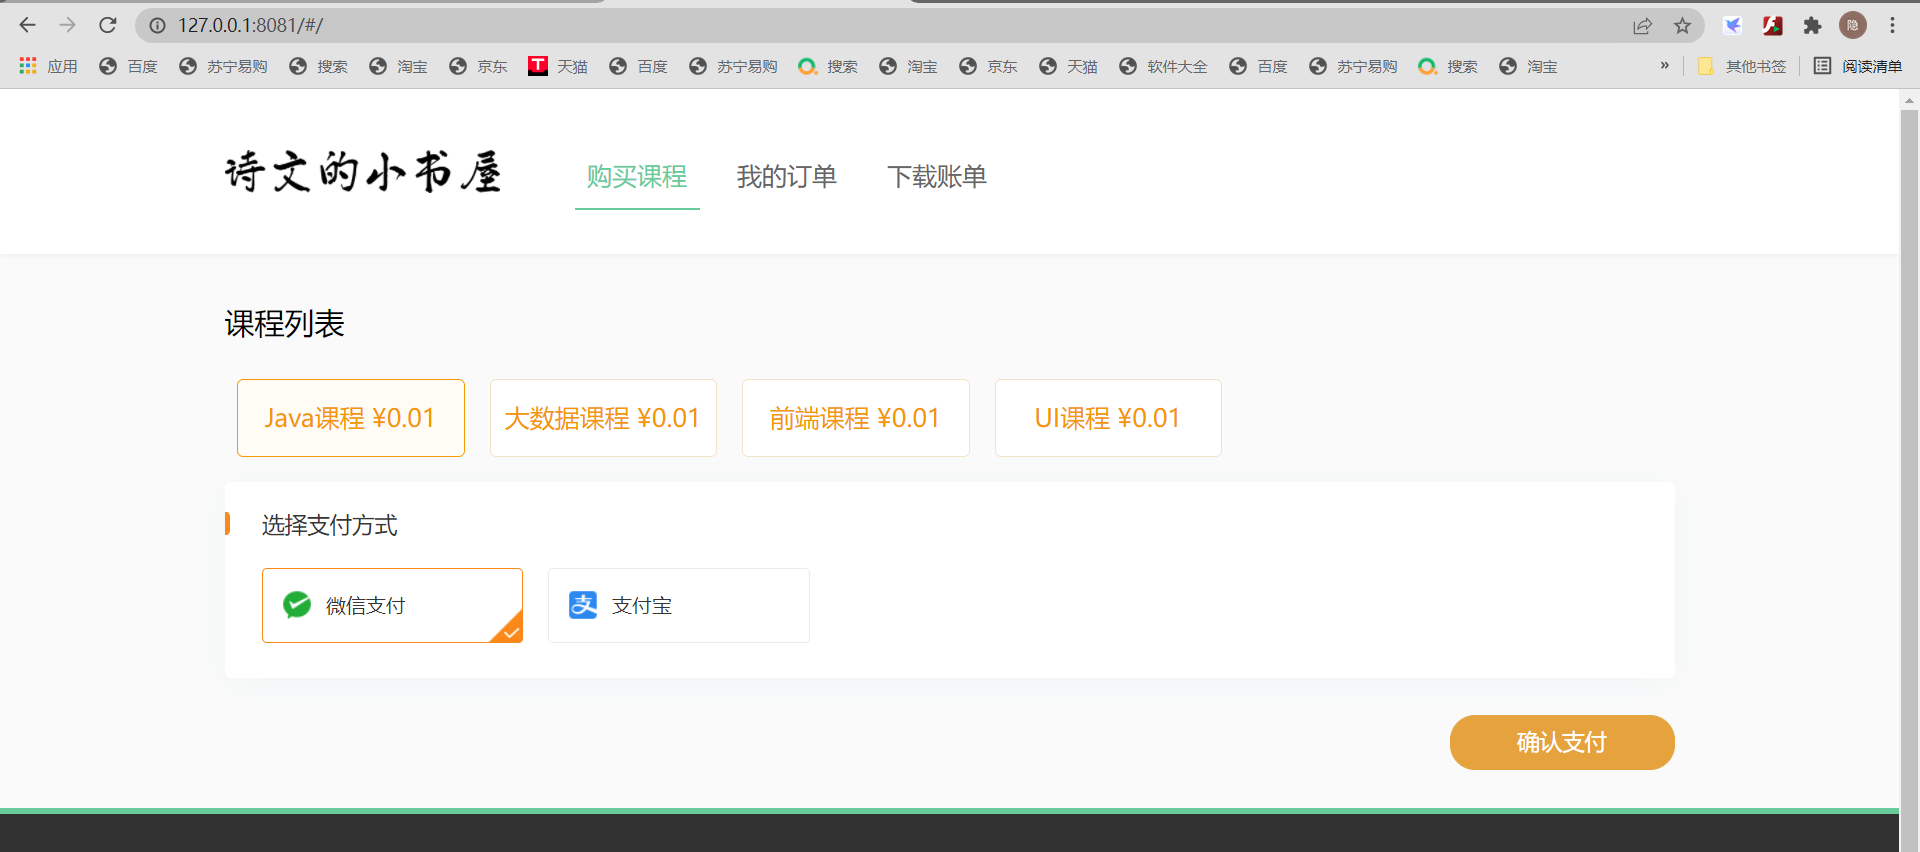 127.0.0.1:8081/#/
隐
应用 百度 苏宁易购 搜索 淘宝 京东 天猫 百度 苏宁易购 搜索 淘宝 京东 天猫 软件大全 百度 苏宁易购 搜索 淘宝 » 其他书签 阅读清单
诗文的小书屋 购买课程 我的订单 下载账单
课程列表
Java课程 ¥0.01 大数据课程 ¥0.01 前端课程 ¥0.01 UI课程 ¥0.01
选择支付方式
微信支付 支付宝
确认支付